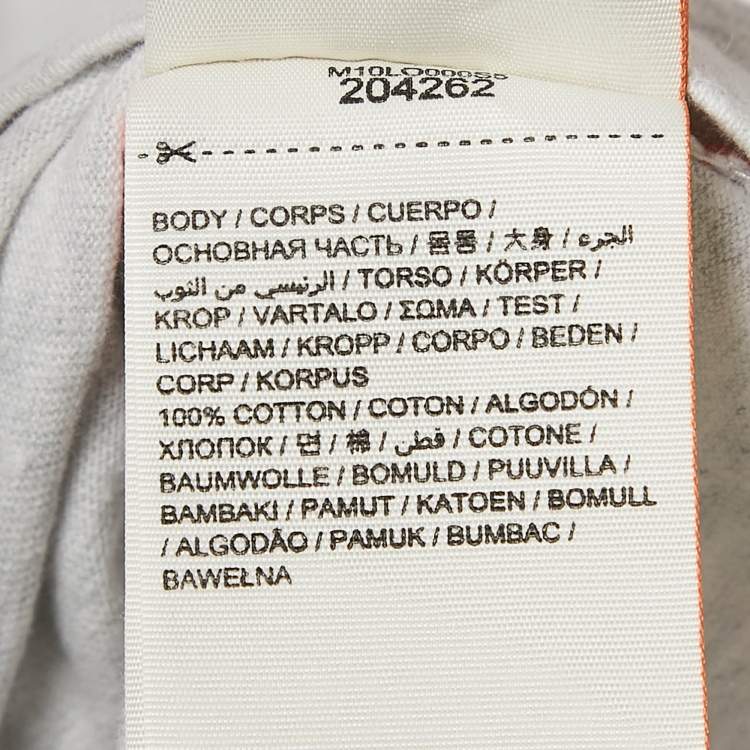 M10LO000S5
204262
BODY / CORPS / CUERPO /
ОСНОВНАЯ ЧАСТЬ / 몸통 / 大身 / الجزء
الرئيسي من الثوب / TORSO / KÖRPER /
KROP / VARTALO / ΣΩΜΑ / TEST /
LICHAAM / KROPP / CORPO / BEDEN /
CORP / KORPUS
100% COTTON / COTON / ALGODÓN /
ХЛОПОК / 면 / 棉 / قطن / COTONE /
BAUMWOLLE / BOMULD / PUUVILLA /
BAMBAKI / PAMUT / KATOEN / BOMULL
/ ALGODÃO / PAMUK / BUMBAC /
BAWEŁNA